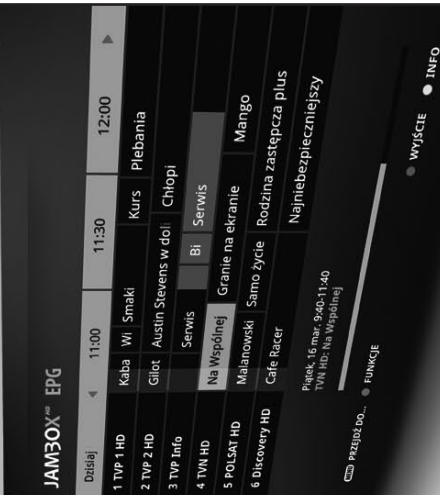 JAMBOX HD EPG
Dzisiaj 11:00 11:30 12:00
1 TVP 1 HD Kaba Wi Smaki Kurs Plebania
2 TVP 2 HD Gilot Austin Stevens w doli Chłopi
3 TVP Info Serwis Bi Serwis
4 TVN HD Na Wspólnej Granie na ekranie Mango
5 POLSAT HD Malanowski Samo życie Rodzina zastępcza plus
6 Discovery HD Cafe Racer Najniebezpieczniejszy
Piątek, 16 mar. 9:40-11:40
TVN HD: Na Wspólnej
PRZEJDŹ DO... FUNKCJE WYJŚCIE INFO